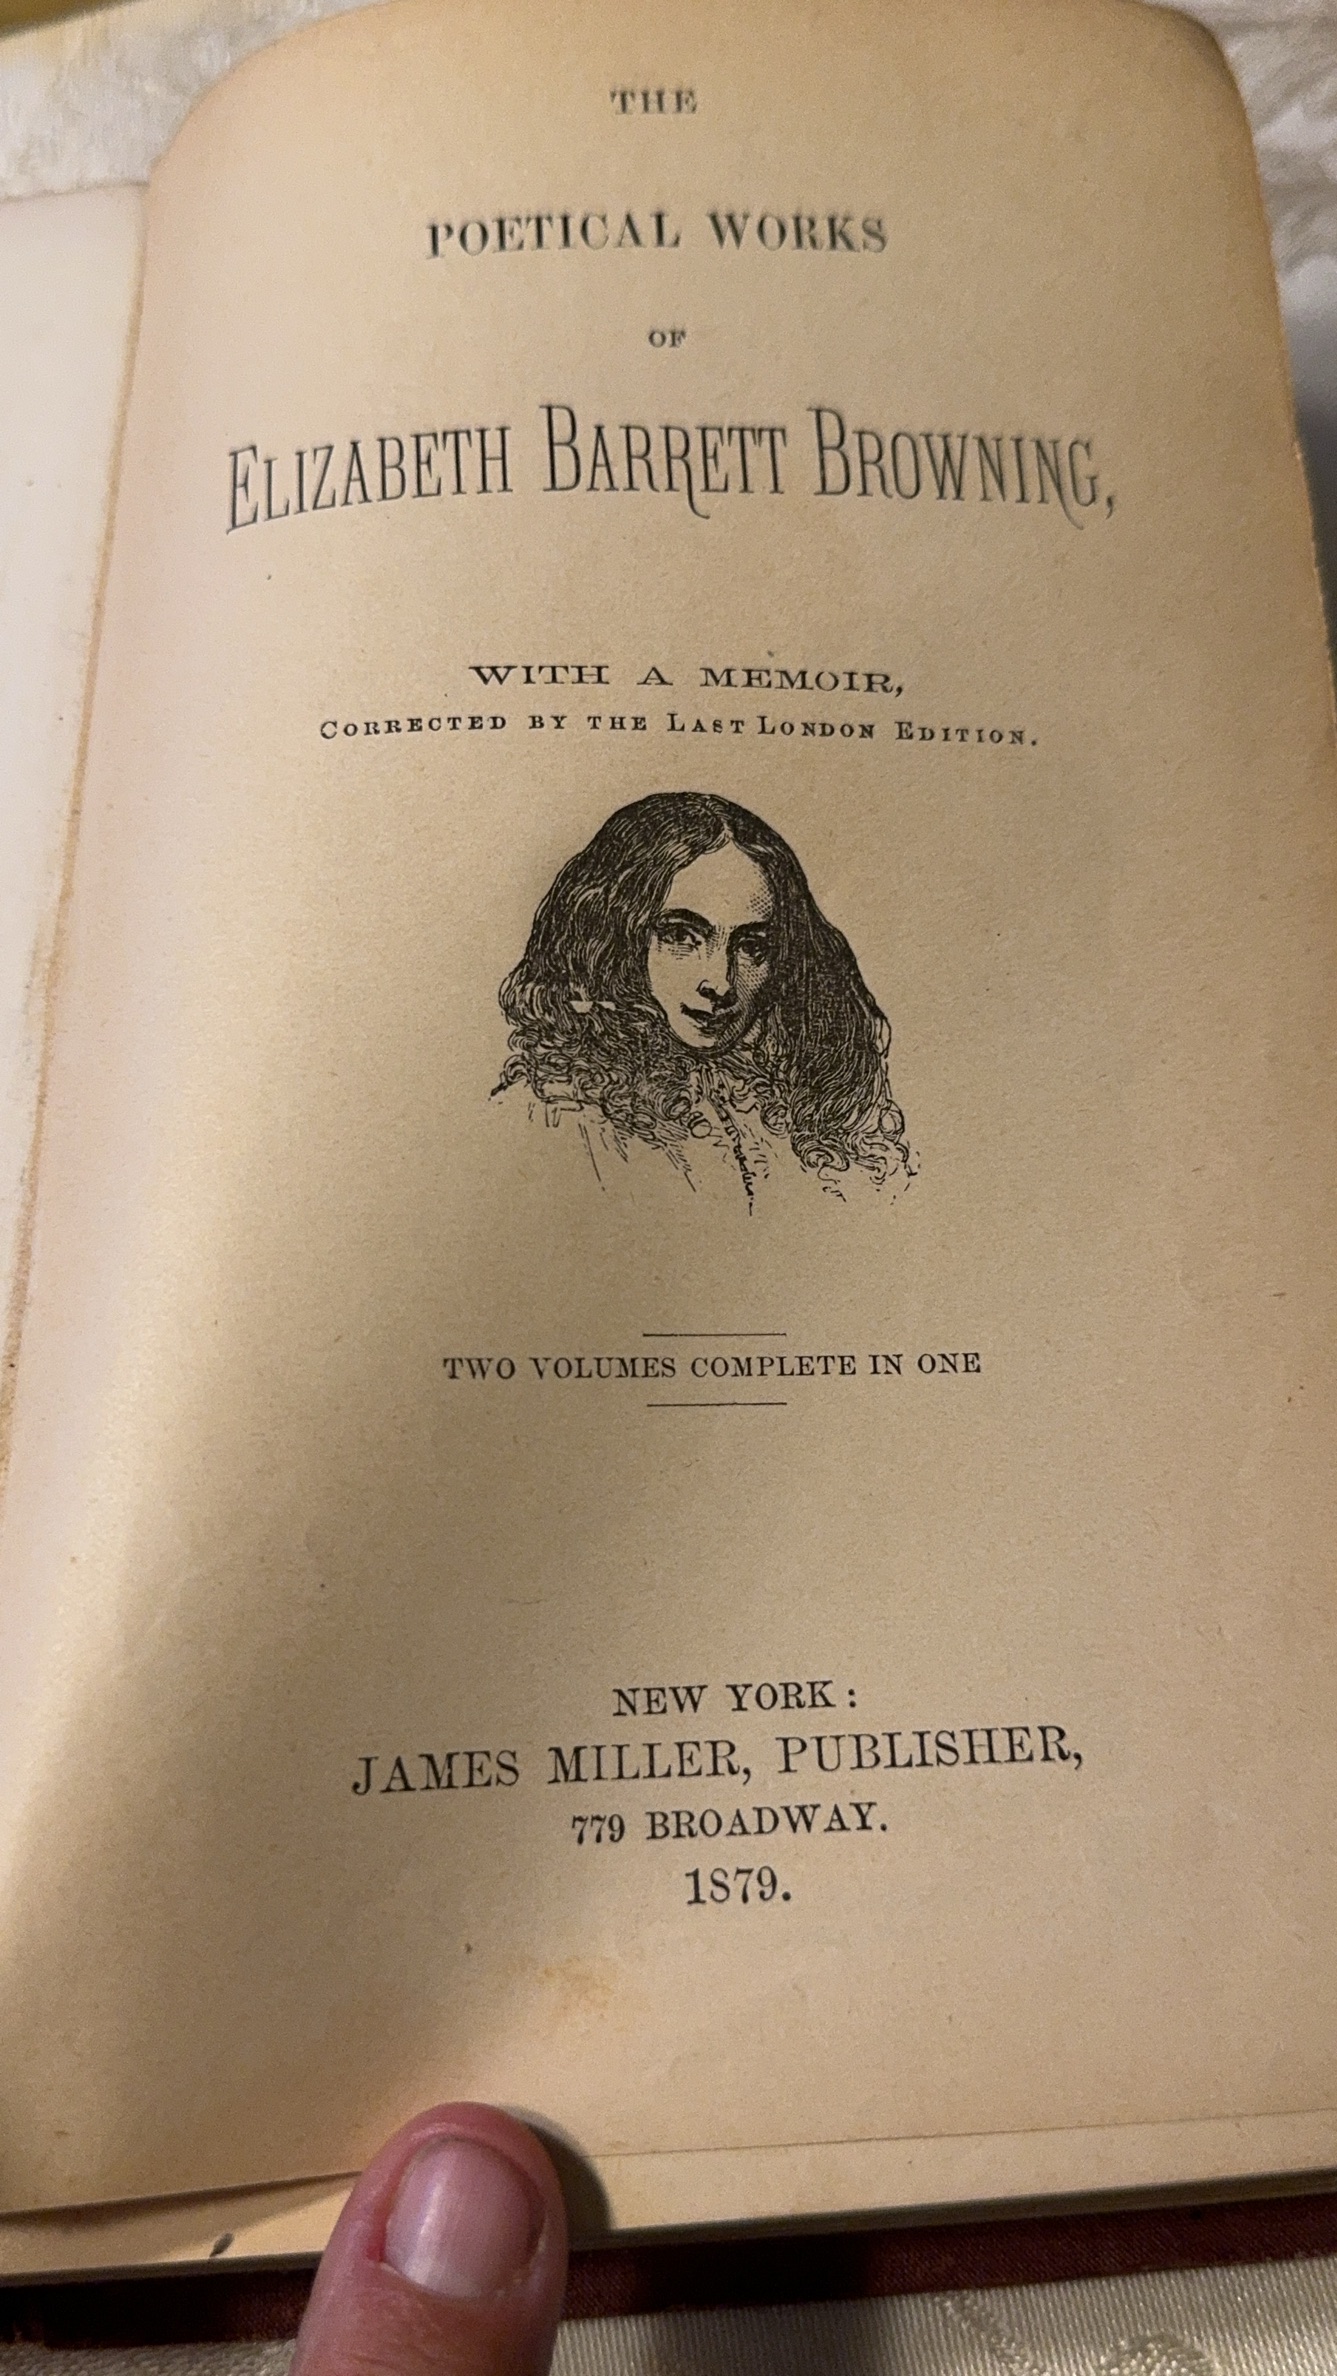 THE
POETICAL WORKS
OF
ELIZABETH BARRETT BROWNING,
WITH A MEMOIR,
CORRECTED BY THE LAST LONDON EDITION.
TWO VOLUMES COMPLETE IN ONE
NEW YORK:
JAMES MILLER, PUBLISHER,
779 BROADWAY.
1879.